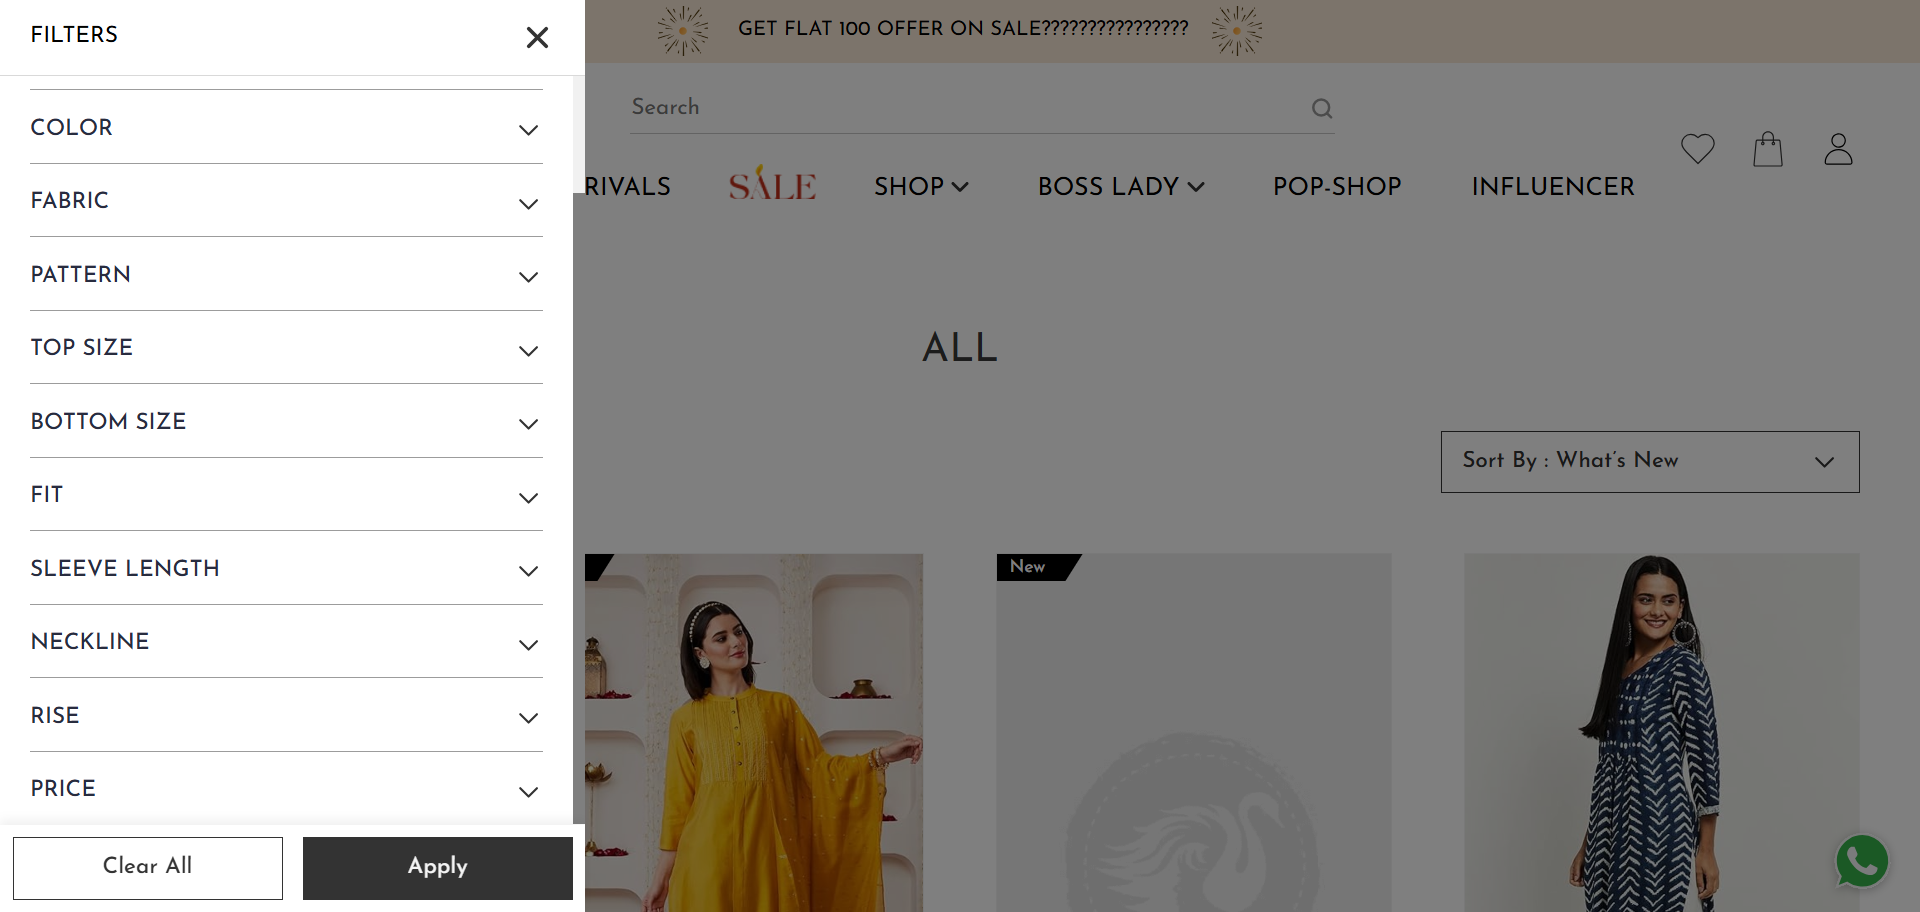 FILTERS
COLOR
FABRIC
PATTERN
TOP SIZE
BOTTOM SIZE
FIT
SLEEVE LENGTH
NECKLINE
RISE
PRICE
Clear All
Apply
GET FLAT 100 OFFER ON SALE????????????????
Search
RIVALS
SALE
SHOP
BOSS LADY
POP-SHOP
INFLUENCER
ALL
Sort By : What's New
New